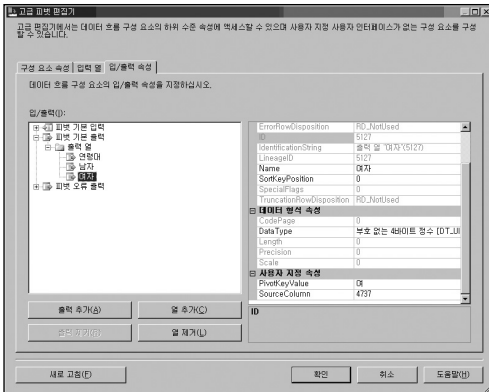 고급 피벗 편집기
고급 편집기에서는 데이터 흐름 구성 요소의 하위 수준 속성에 액세스할 수 있으며 사용자 지정 사용자 인터페이스가 없는 구성 요소를 구성
할 수 있습니다.
구성 요소 속성 입력 열 입/출력 속성
데이터 흐름 구성 요소의 입/출력 속성을 지정하십시오.
입/출력(I):
피벗 기본 입력
피벗 기본 출력
출력 열
연령대
남자
여자
피벗 오류 출력
ErrorRowDisposition RD_NotUsed
ID 5127
IdentificationString 출력 열 "여자"(5127)
LineageID 5127
Name 여자
SortKeyPosition 0
SpecialFlags 0
TruncationRowDisposition RD_NotUsed
데이터 형식 속성
CodePage 0
DataType 부호 없는 4바이트 정수 [DT_UI
Length 0
Precision 0
Scale 0
사용자 지정 속성
PivotKeyValue 여
SourceColumn 4737
ID
출력 추가(A) 열 추가(C)
출력 제거(R) 열 제거(L)
새로 고침(F) 확인 취소 도움말(H)